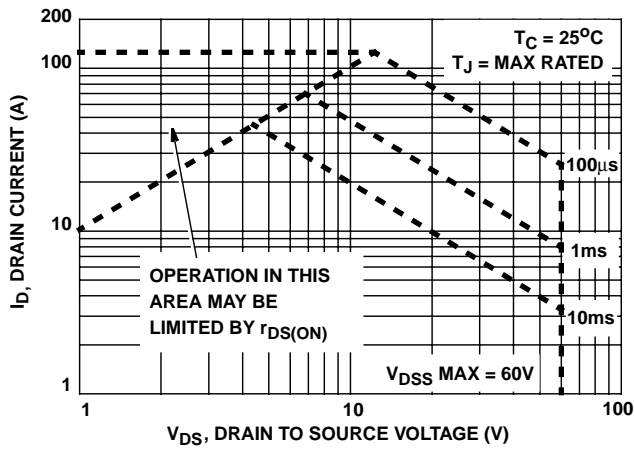 200
100
10
1
I_D, DRAIN CURRENT (A)
T_C = 25°C
T_J = MAX RATED
100μs
1ms
10ms
OPERATION IN THIS
AREA MAY BE
LIMITED BY r_DS(ON)
V_DSS MAX = 60V
1
10
100
V_DS, DRAIN TO SOURCE VOLTAGE (V)